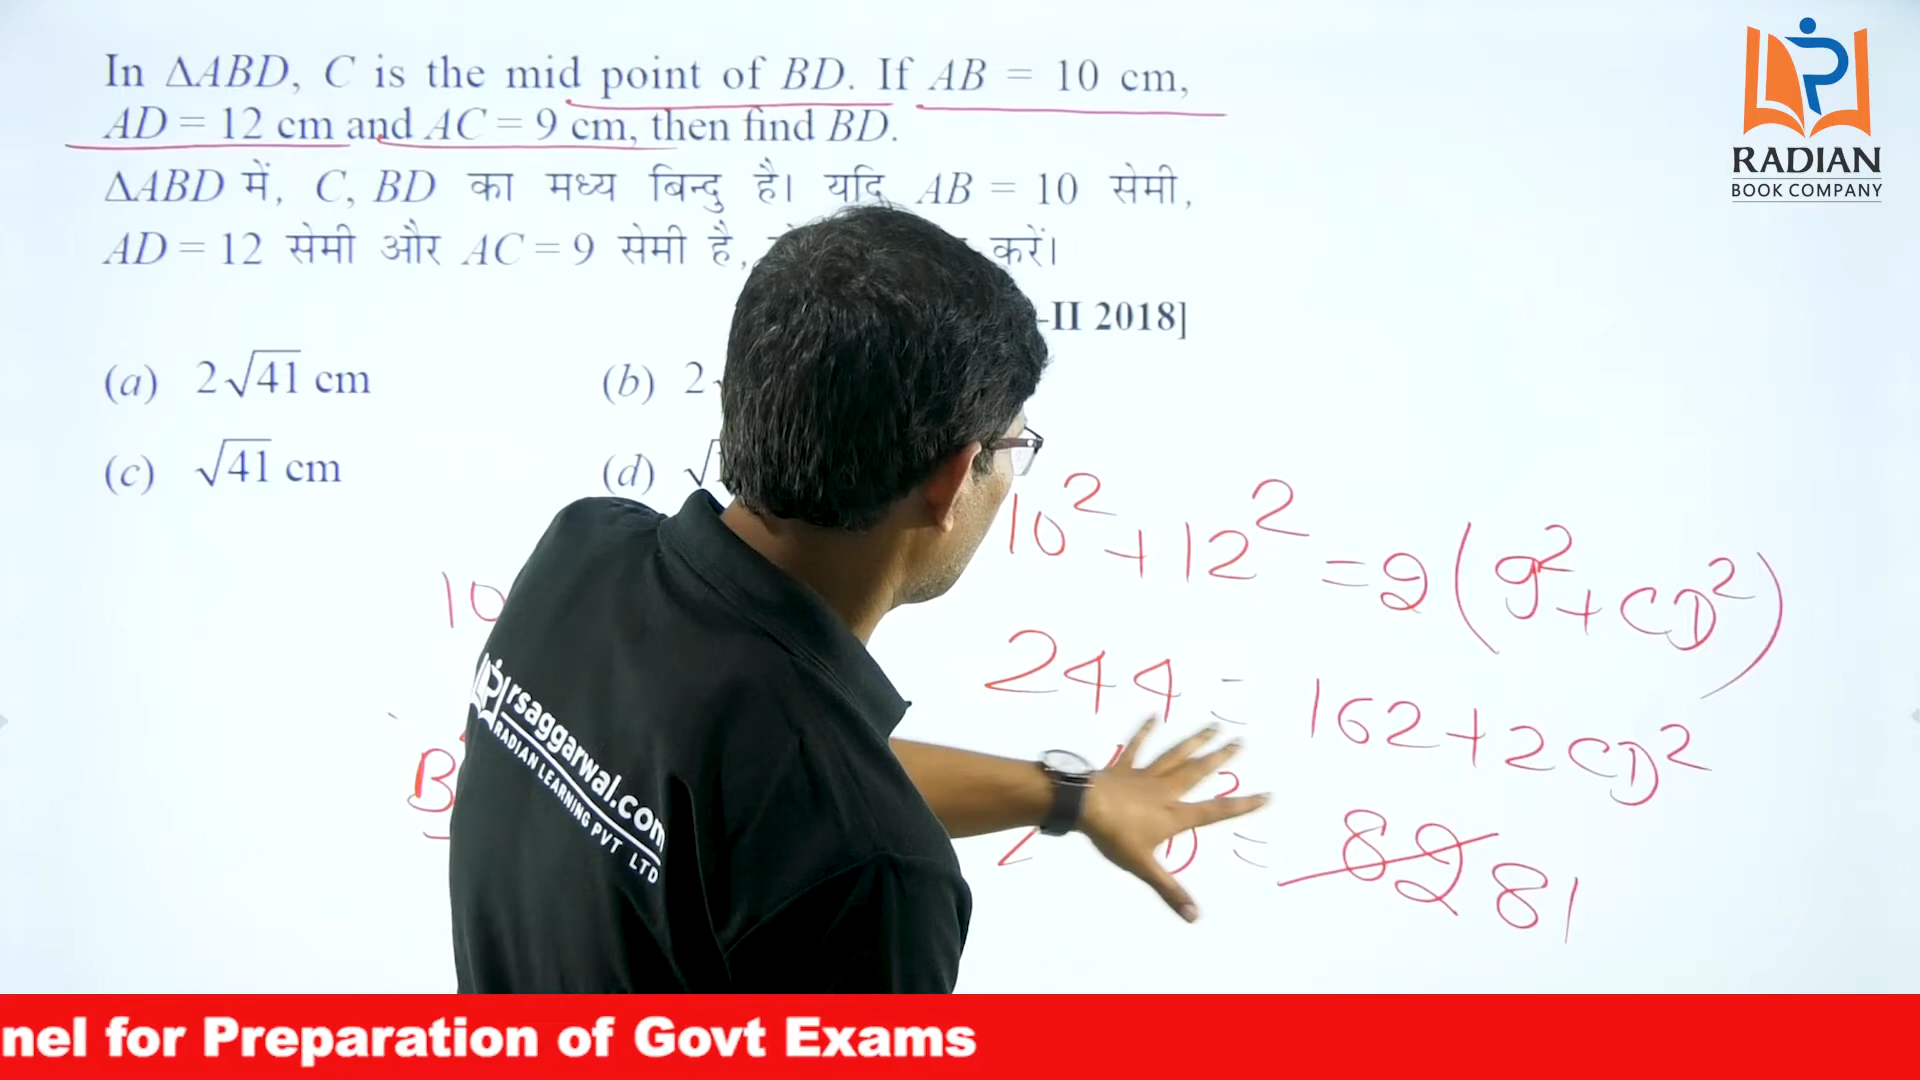 In ΔABD, C is the mid point of BD. If AB = 10 cm,
AD = 12 cm and AC = 9 cm, then find BD.
ΔABD में, C, BD का मध्य बिन्दु है। यदि AB = 10 सेमी,
AD = 12 सेमी और AC = 9 सेमी है, करें।
-II 2018]
(a) 2√41 cm (b) 2
(c) √41 cm (d) √
10² + 12² = 2(9² + CD²)
10
244 = 162 + 2CD²
B
= 82 81
RADIAN
BOOK COMPANY
rsaggarwal.com
RADIAN LEARNING PVT LTD
for Preparation of Govt Exams